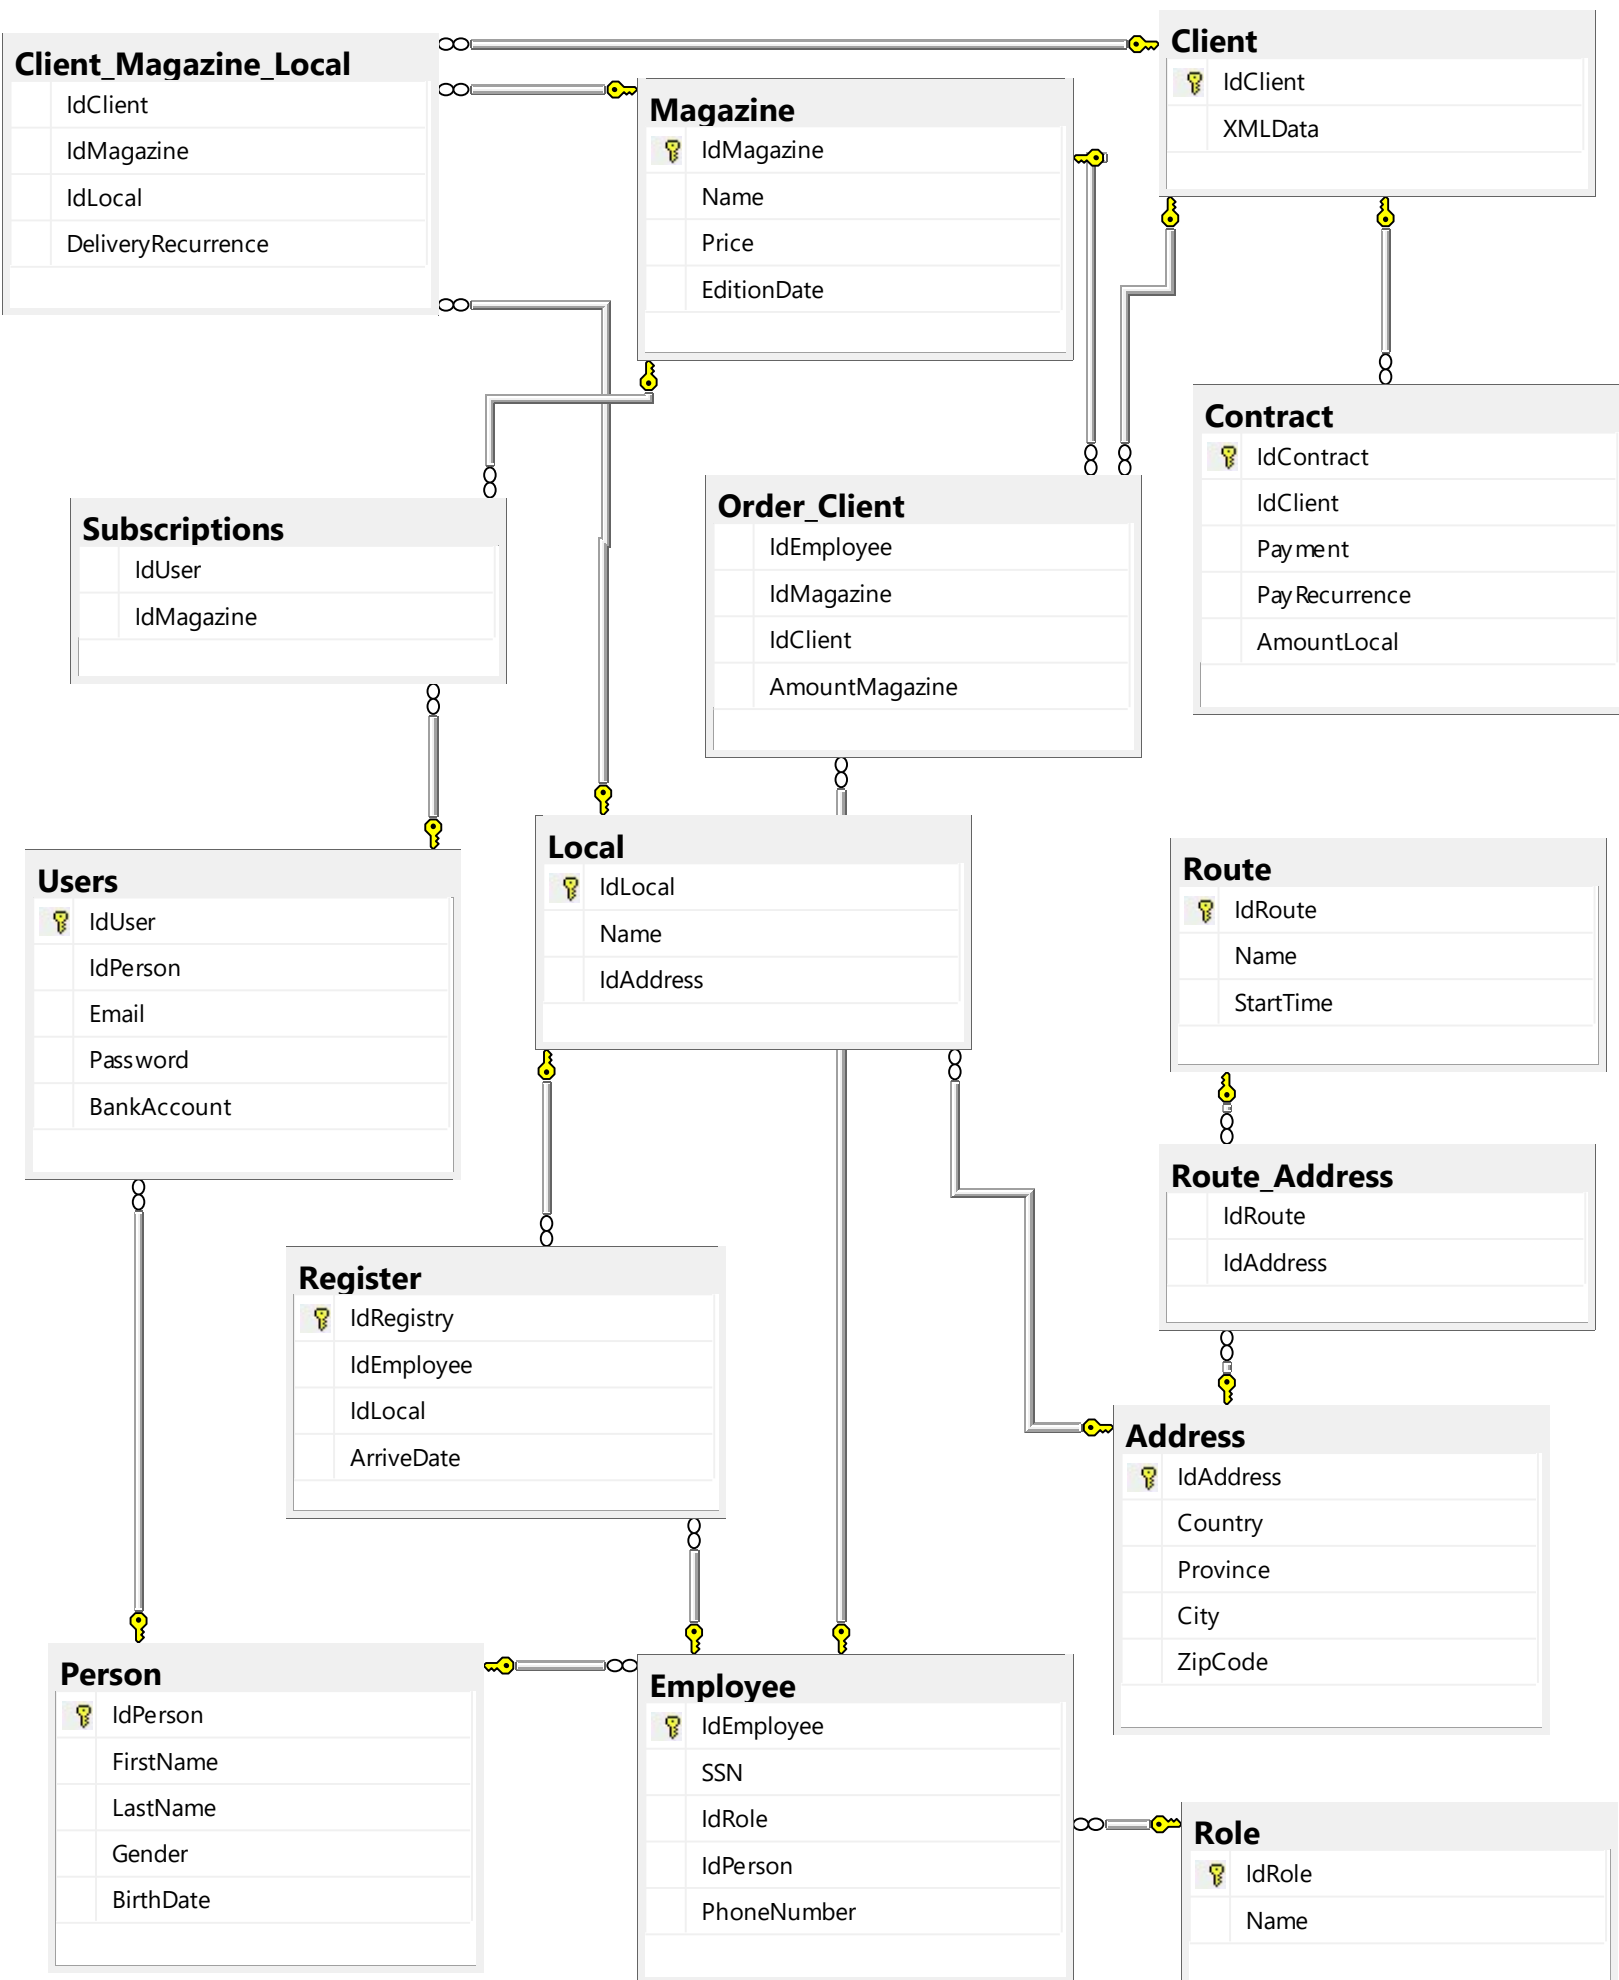 Client_Magazine_Local
IdClient
IdMagazine
IdLocal
DeliveryRecurrence
Magazine
IdMagazine
Name
Price
EditionDate
Client
IdClient
XMLData
Contract
IdContract
IdClient
Payment
PayRecurrence
AmountLocal
Subscriptions
IdUser
IdMagazine
Order_Client
IdEmployee
IdMagazine
IdClient
AmountMagazine
Users
IdUser
IdPerson
Email
Password
BankAccount
Local
IdLocal
Name
IdAddress
Route
IdRoute
Name
StartTime
Route_Address
IdRoute
IdAddress
Register
IdRegistry
IdEmployee
IdLocal
ArriveDate
Address
IdAddress
Country
Province
City
ZipCode
Person
IdPerson
FirstName
LastName
Gender
BirthDate
Employee
IdEmployee
SSN
IdRole
IdPerson
PhoneNumber
Role
IdRole
Name